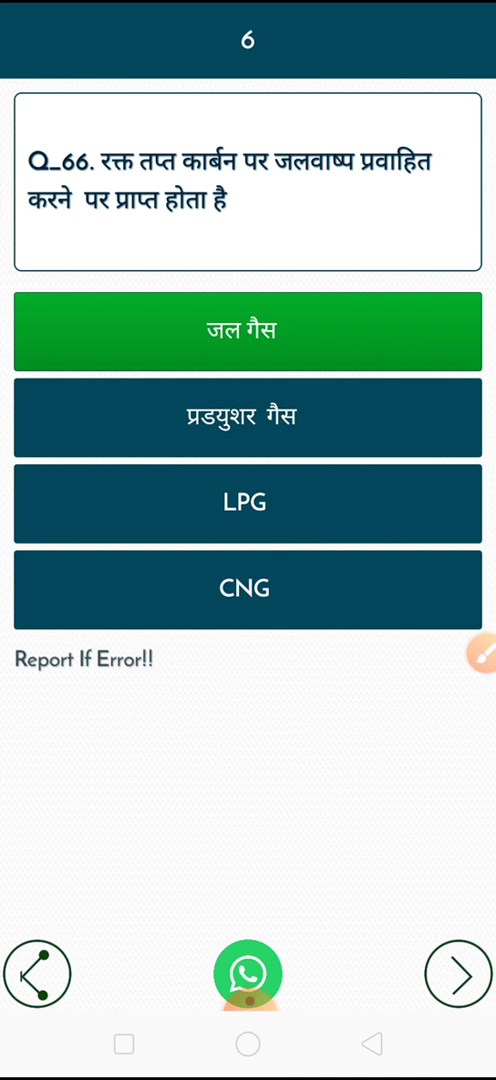 6
Q_66. रक्त तप्त कार्बन पर जलवाष्प प्रवाहित
करने पर प्राप्त होता है
जल गैस
प्रडयुशर गैस
LPG
CNG
Report If Error!!